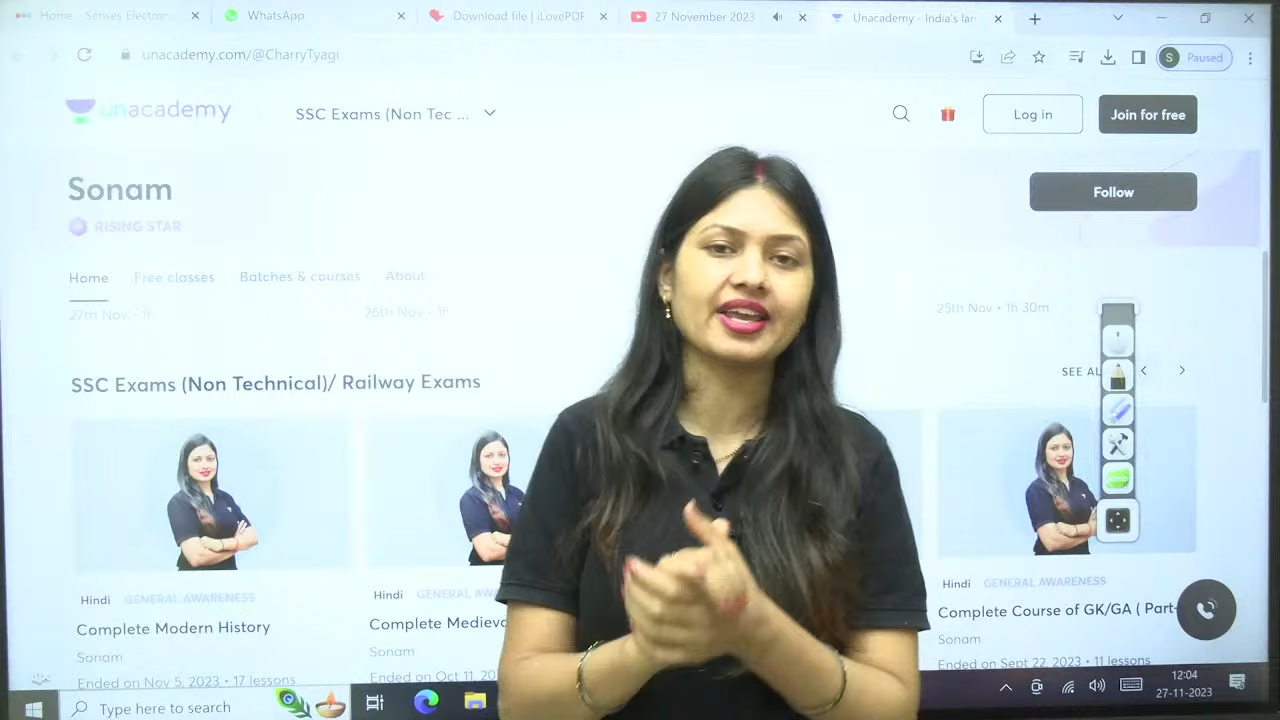 Home - Senses Electron
WhatsApp
Download file | iLovePDF
27 November 2023
Unacademy - India's lar
unacademy.com/@CharryTyagi
S
Paused
unacademy
SSC Exams (Non Tec ...
Log in
Join for free
Sonam
Follow
RISING STAR
Home
Free classes
Batches & courses
About
27th Nov • 1h
26th Nov • 1h
25th Nov • 1h 30m
SSC Exams (Non Technical)/ Railway Exams
SEE AL
Hindi GENERAL AWARENESS
Complete Modern History
Sonam
Ended on Nov 5, 2023 • 17 lessons
Hindi GENERAL AW
Complete Mediev
Sonam
Ended on Oct 11, 20
Hindi GENERAL AWARENESS
Complete Course of GK/GA ( Part-
Sonam
Ended on Sept 22, 2023 • 11 lessons
Type here to search
12:04
27-11-2023